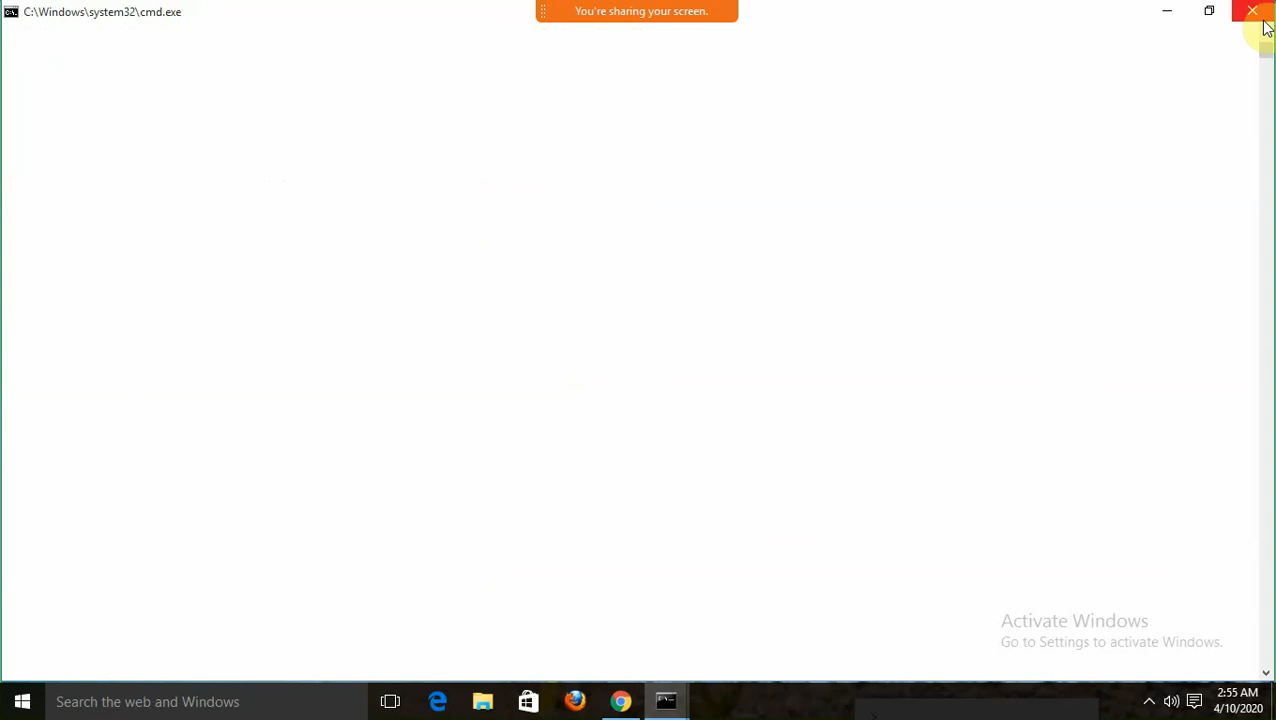 C:\Windows\system32\cmd.exe
You're sharing your screen.
Activate Windows
Go to Settings to activate Windows.
Search the web and Windows
2:55 AM
4/10/2020